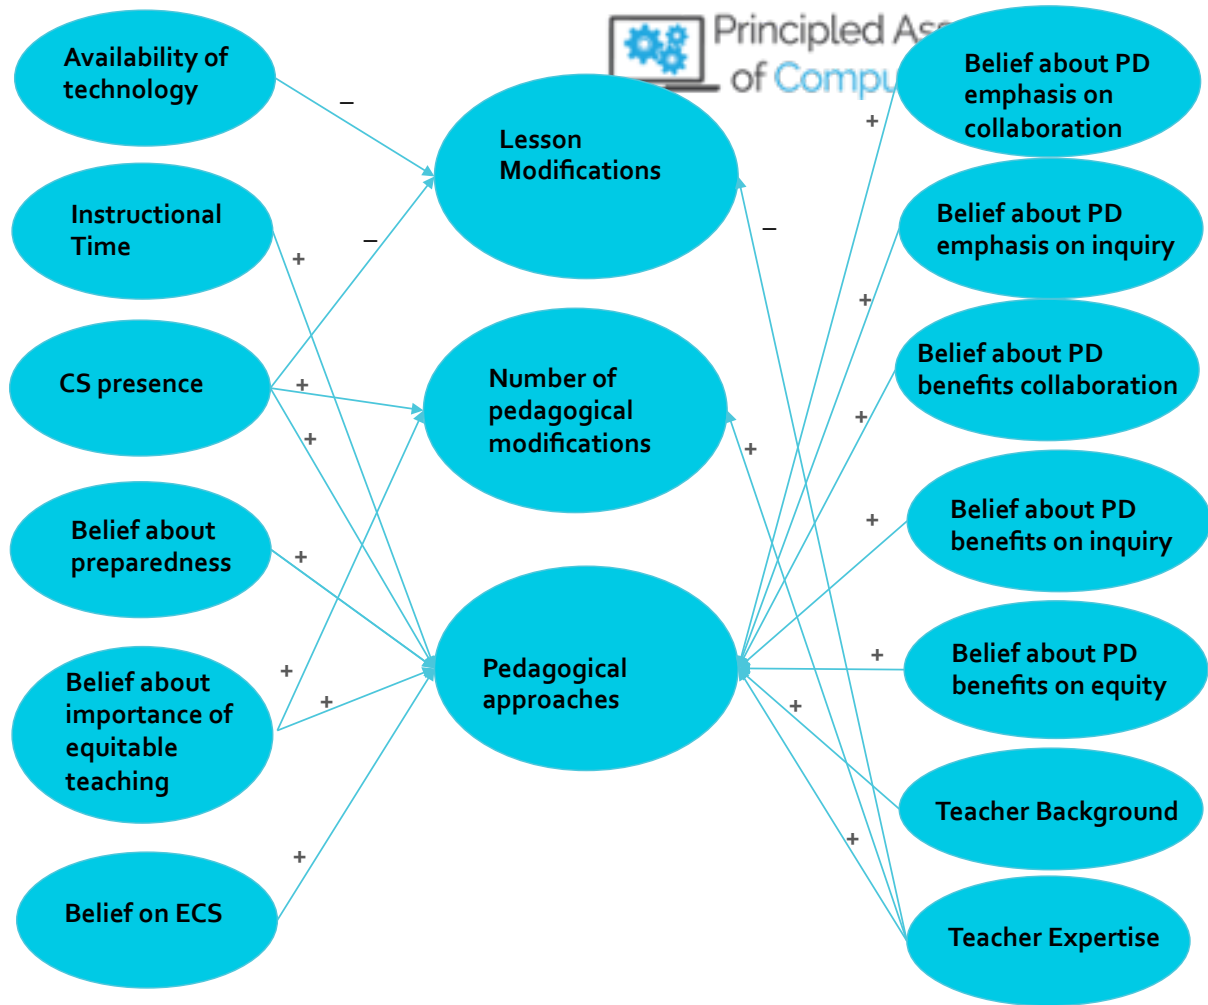 Principled As
of Compu
Availability of
technology
–
Instructional
Time
+
CS presence
–
+
+
Belief about
preparedness
+
Belief about
importance of
equitable
teaching
+
+
Belief on ECS
+
Lesson
Modifications
Number of
pedagogical
modifications
Pedagogical
approaches
Belief about PD
emphasis on
collaboration
+
Belief about PD
emphasis on inquiry
+
Belief about PD
benefits collaboration
+
Belief about PD
benefits on inquiry
+
Belief about PD
benefits on equity
+
Teacher Background
+
Teacher Expertise
–
+
+